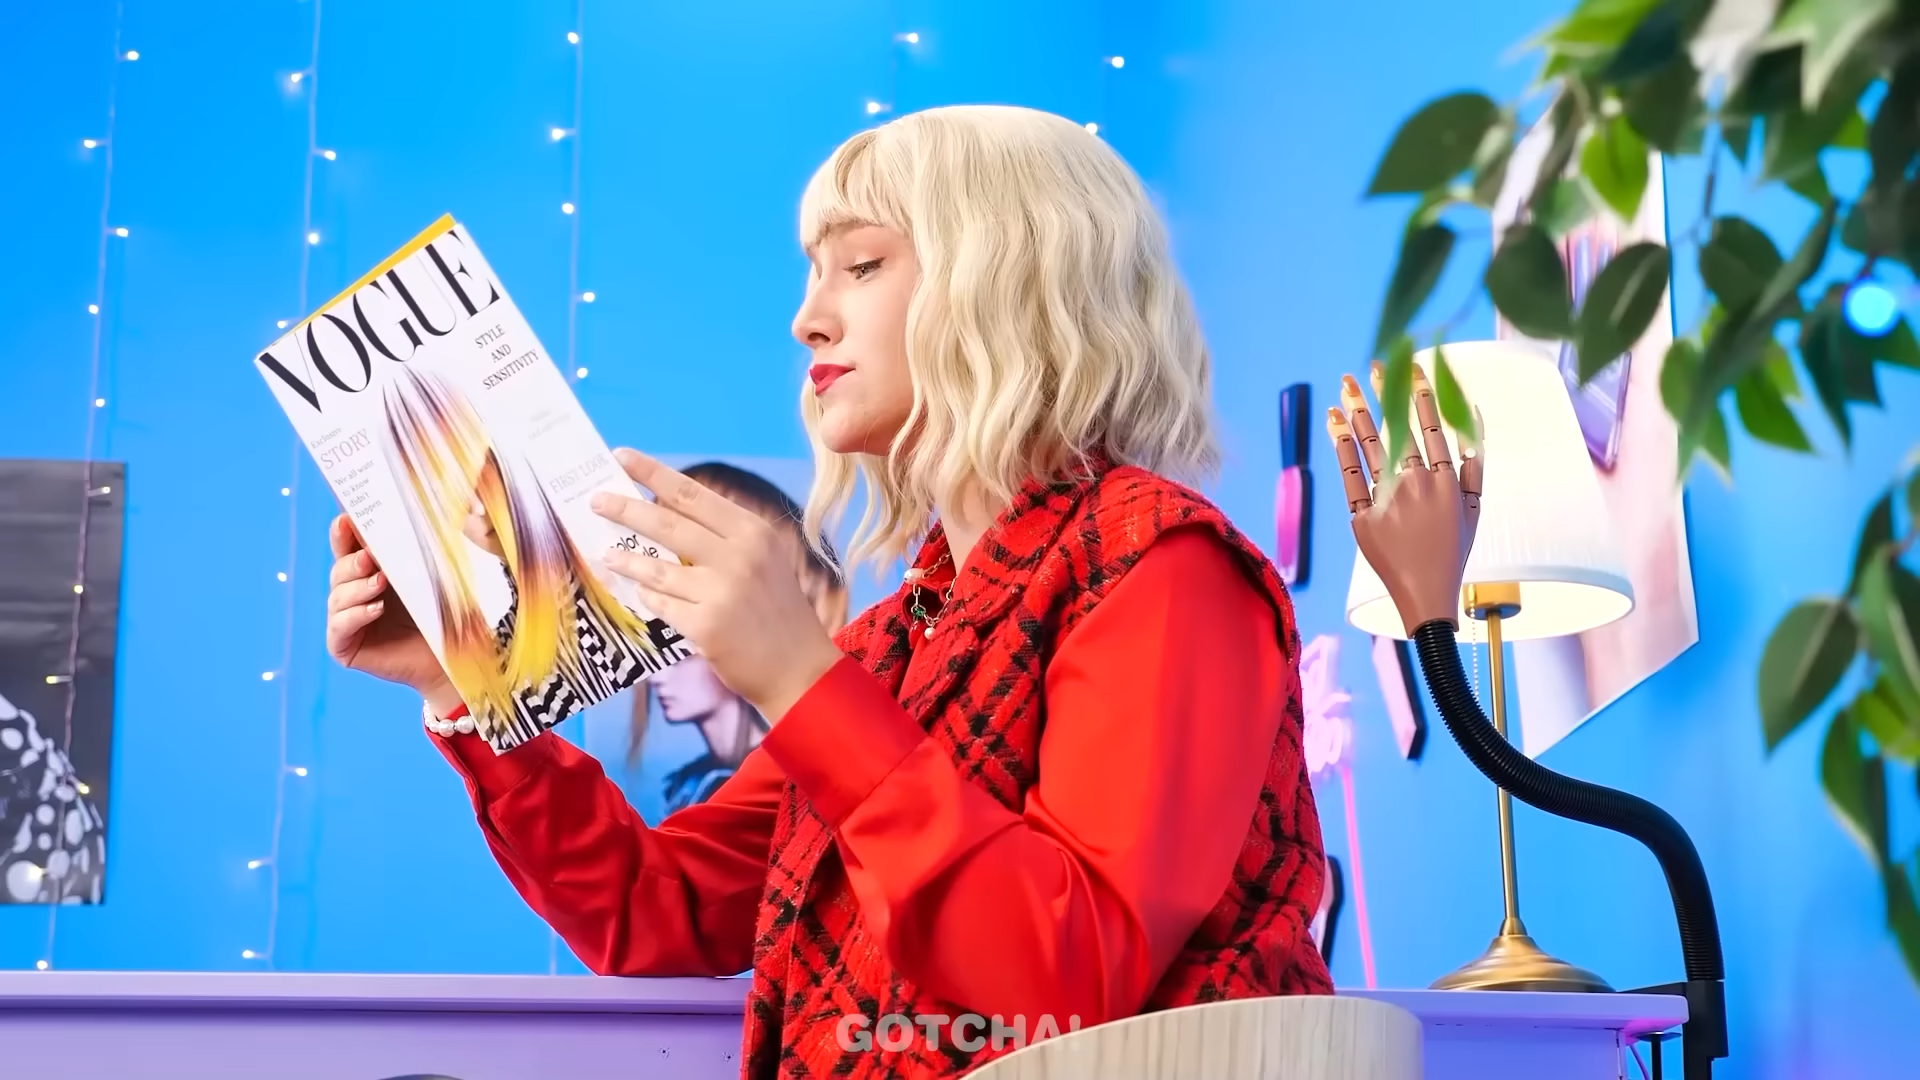 VOGUE
STYLE
AND
SENSITIVITY
Exclusive
STORY
We all want
to know
didn't
happen
yet
FIRST LOOK
GOTCHA!